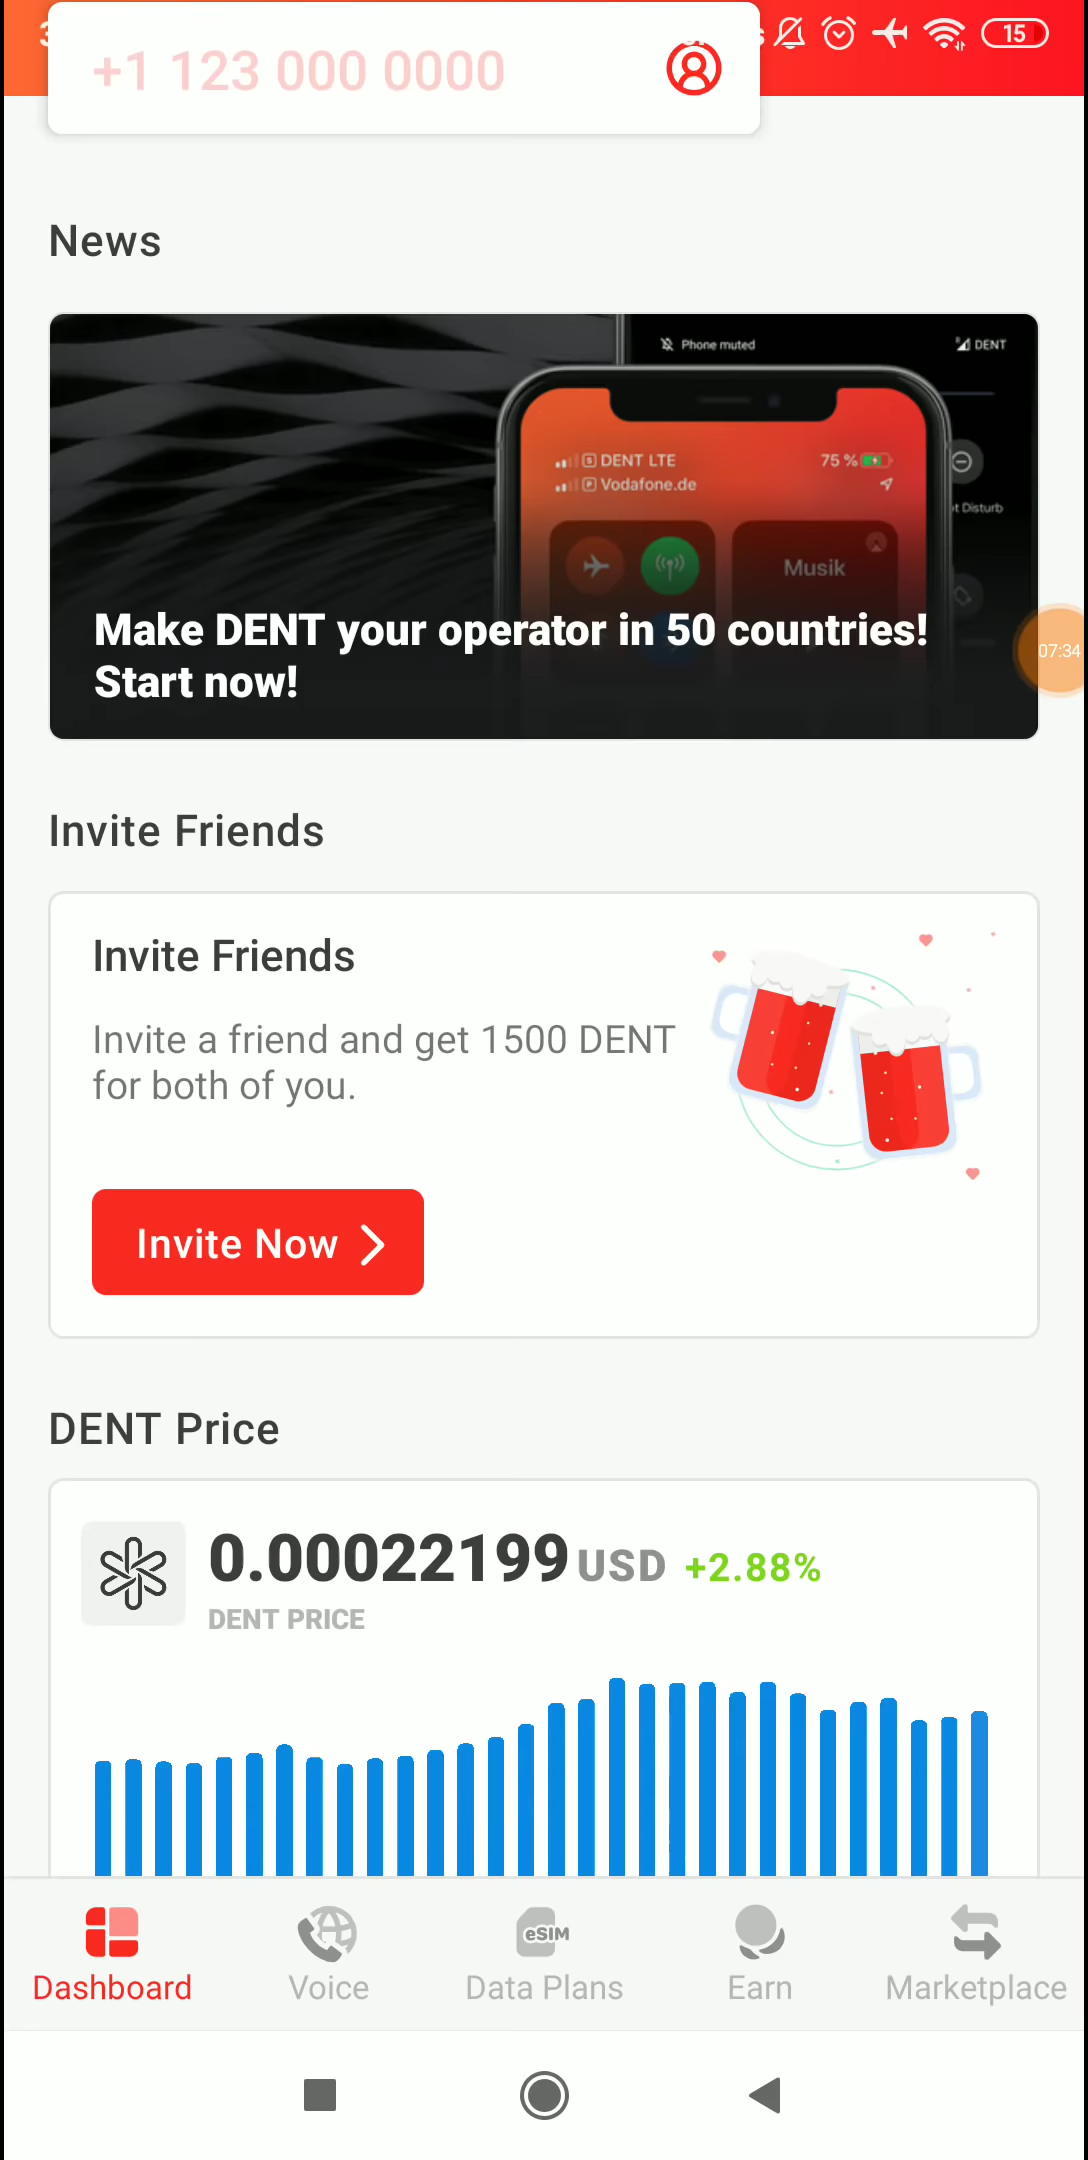 +1 123 000 0000
15
News
Phone muted
DENT
DENT LTE
75 %
Vodafone.de
t Disturb
Musik
Make DENT your operator in 50 countries!
Start now!
07:34
Invite Friends
Invite Friends
Invite a friend and get 1500 DENT
for both of you.
Invite Now
DENT Price
0.00022199 USD +2.88%
DENT PRICE
eSIM
Dashboard
Voice
Data Plans
Earn
Marketplace